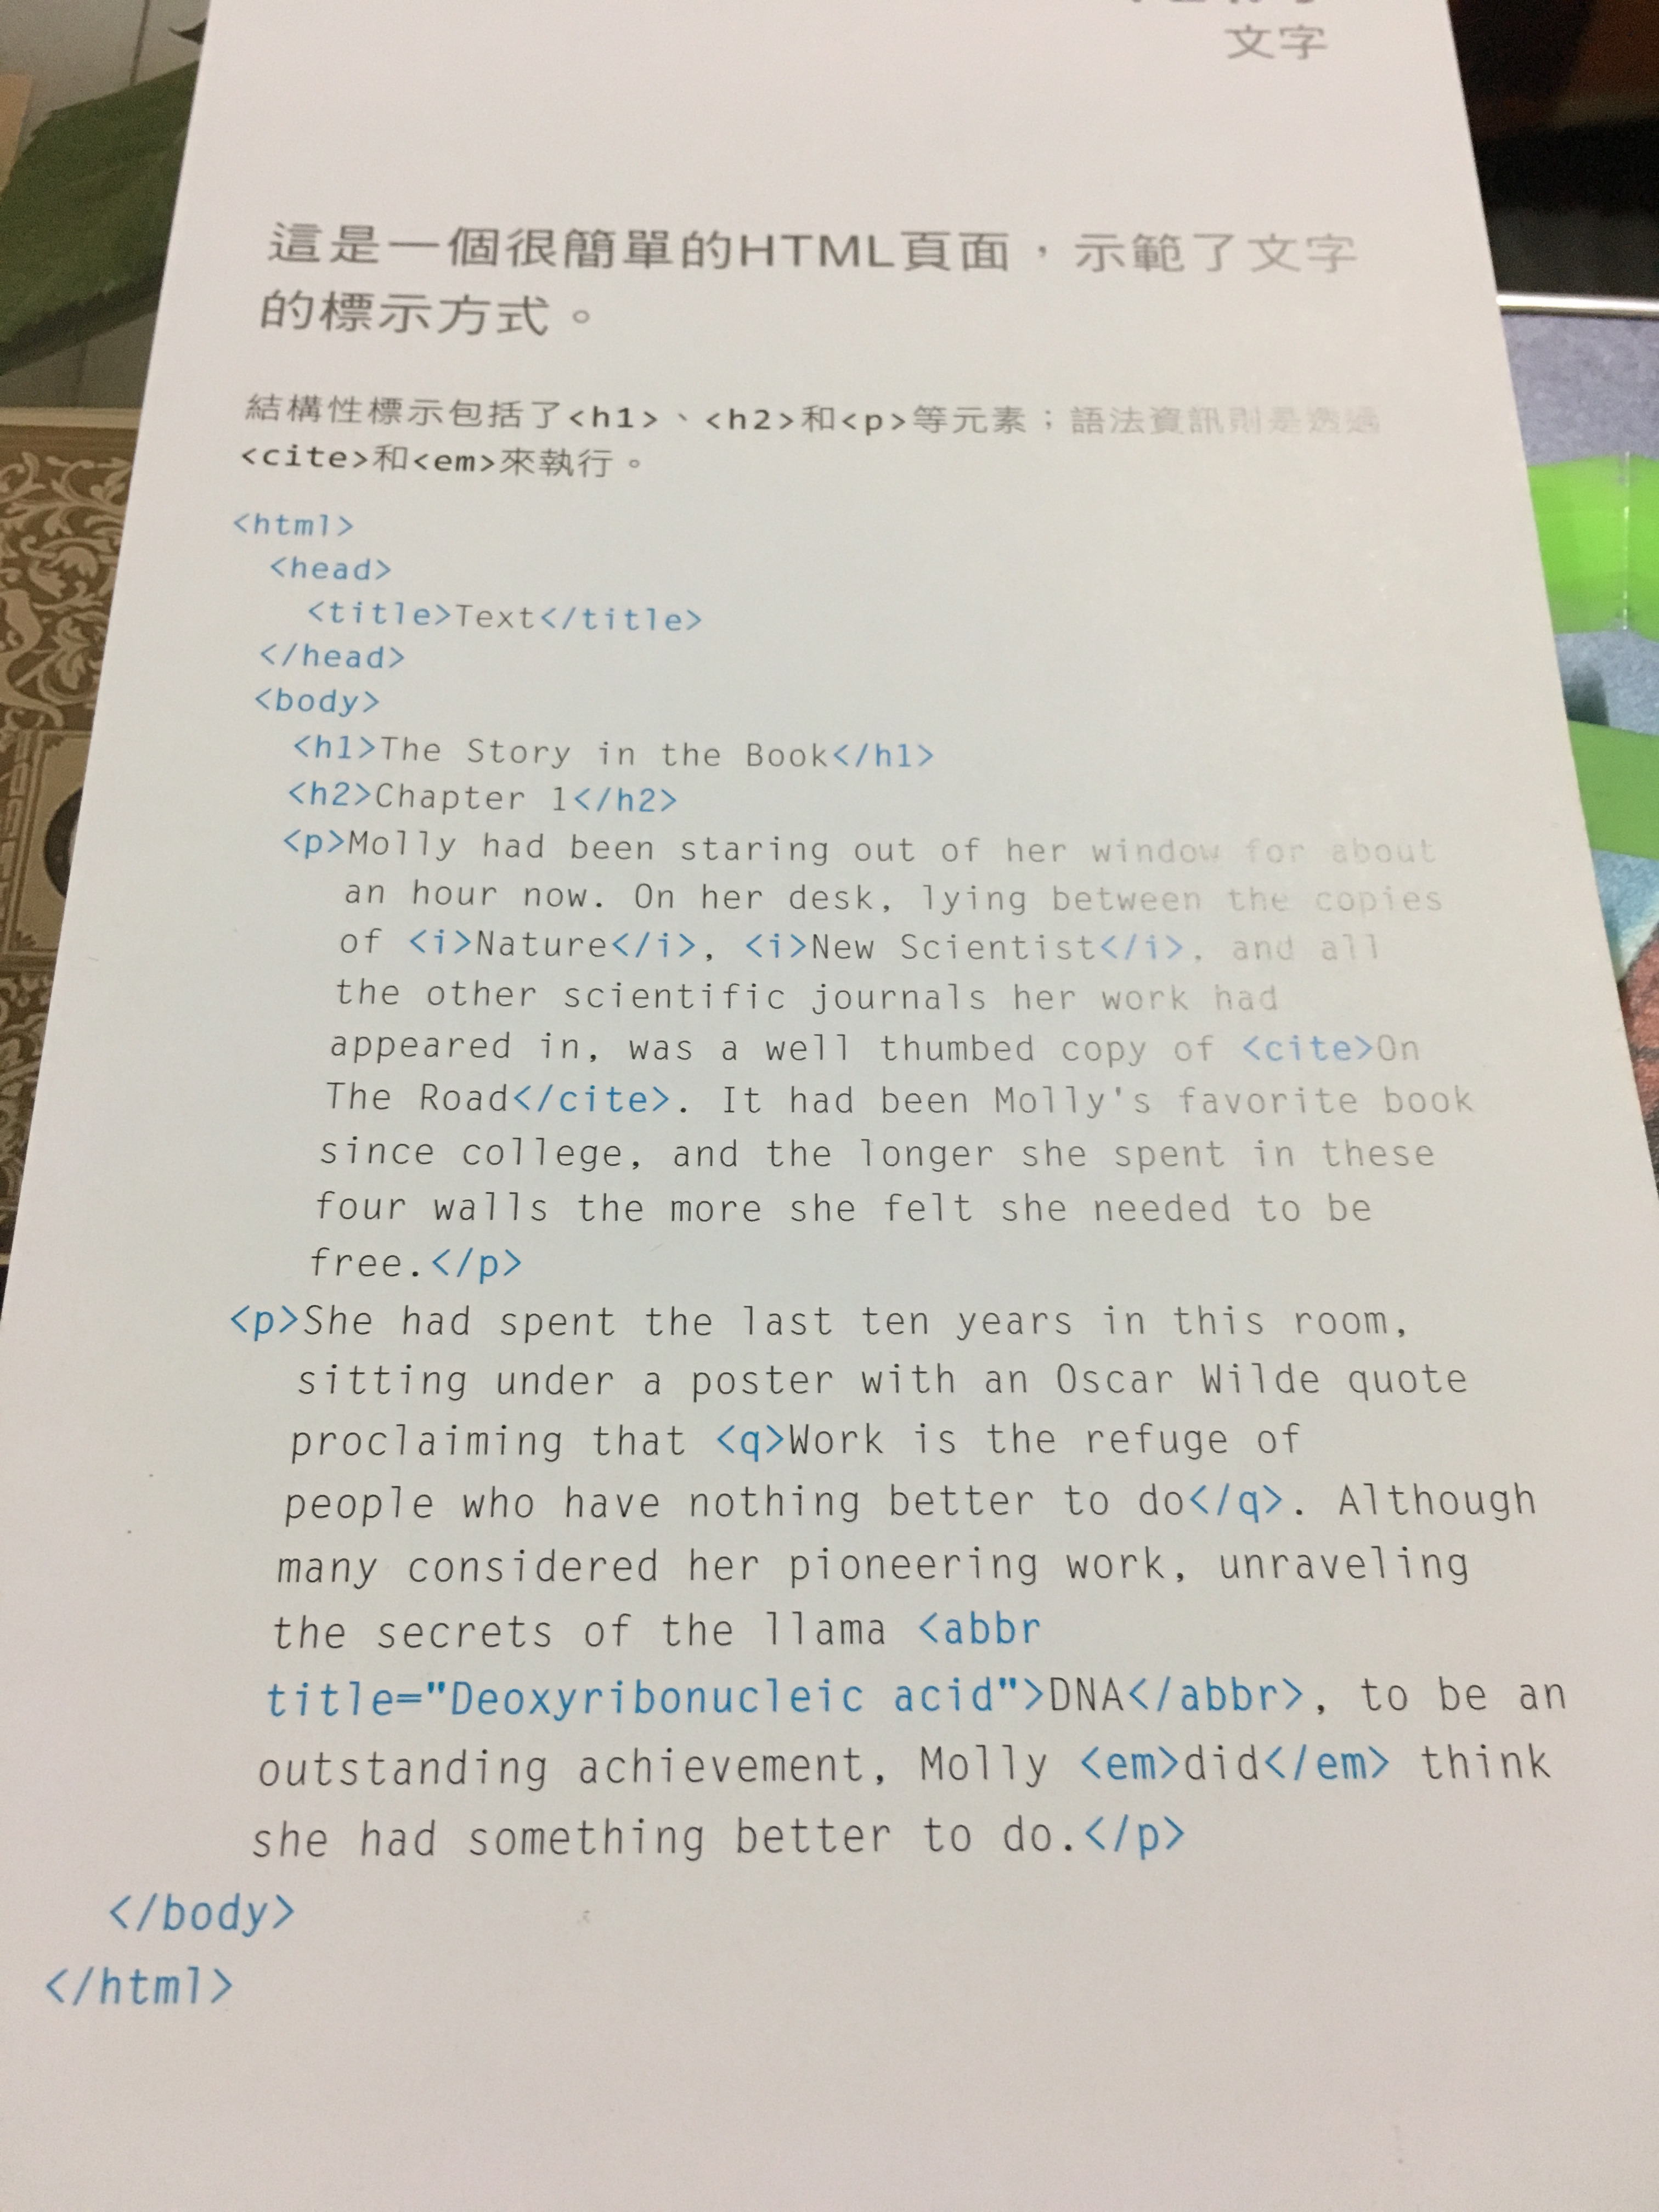 文字
這是一個很簡單的HTML頁面，示範了文字
的標示方式。
結構性標示包括了<h1>、<h2>和<p>等元素；語法資訊則是透過
<cite>和<em>來執行。
<html>
<head>
<title>Text</title>
</head>
<body>
<h1>The Story in the Book</h1>
<h2>Chapter 1</h2>
<p>Molly had been staring out of her window for about
an hour now. On her desk, lying between the copies
of <i>Nature</i>, <i>New Scientist</i>, and all
the other scientific journals her work had
appeared in, was a well thumbed copy of <cite>On
The Road</cite>. It had been Molly's favorite book
since college, and the longer she spent in these
four walls the more she felt she needed to be
free.</p>
<p>She had spent the last ten years in this room,
sitting under a poster with an Oscar Wilde quote
proclaiming that <q>Work is the refuge of
people who have nothing better to do</q>. Although
many considered her pioneering work, unraveling
the secrets of the llama <abbr
title="Deoxyribonucleic acid">DNA</abbr>, to be an
outstanding achievement, Molly <em>did</em> think
she had something better to do.</p>
</body>
</html>